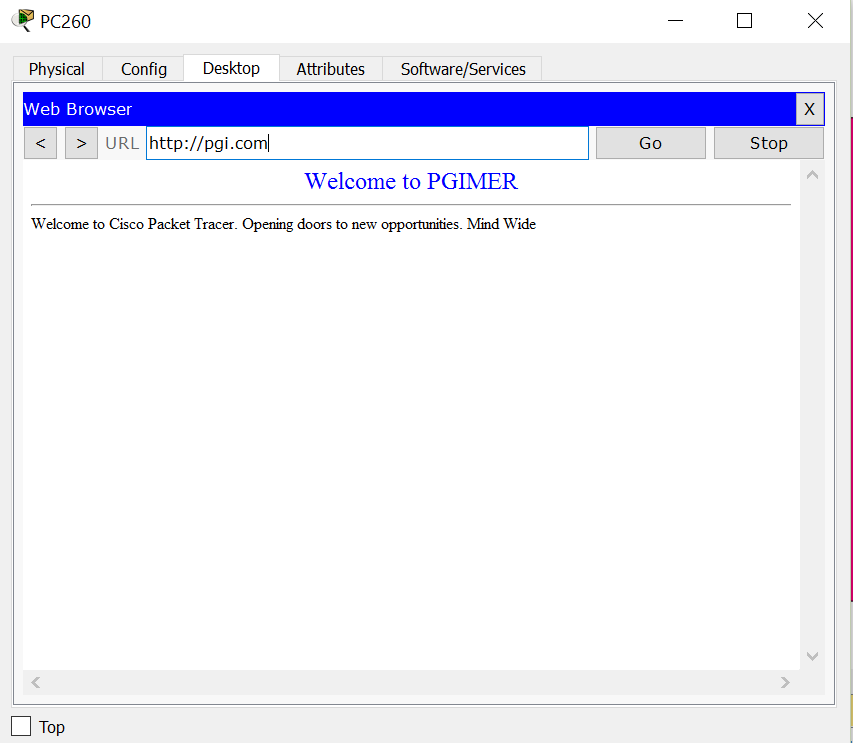 PC260
Physical Config Desktop Attributes Software/Services
Web Browser X
< > URL http://pgi.com Go Stop
Welcome to PGIMER
Welcome to Cisco Packet Tracer. Opening doors to new opportunities. Mind Wide
Top